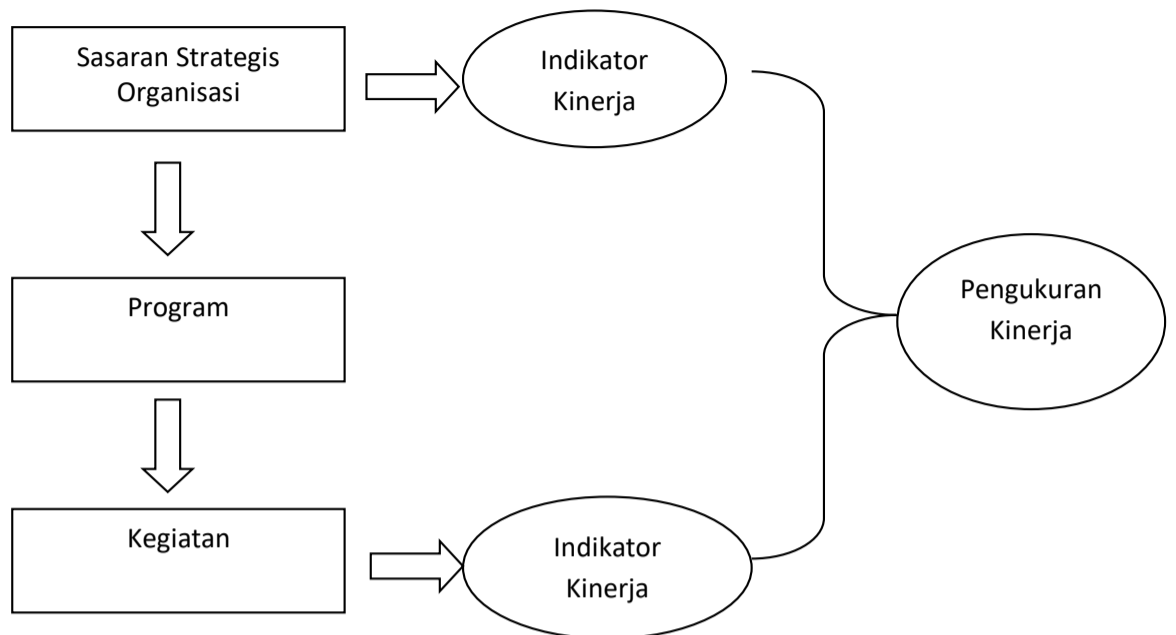 Sasaran Strategis
Organisasi
Indikator
Kinerja
Program
Pengukuran
Kinerja
Kegiatan
Indikator
Kinerja